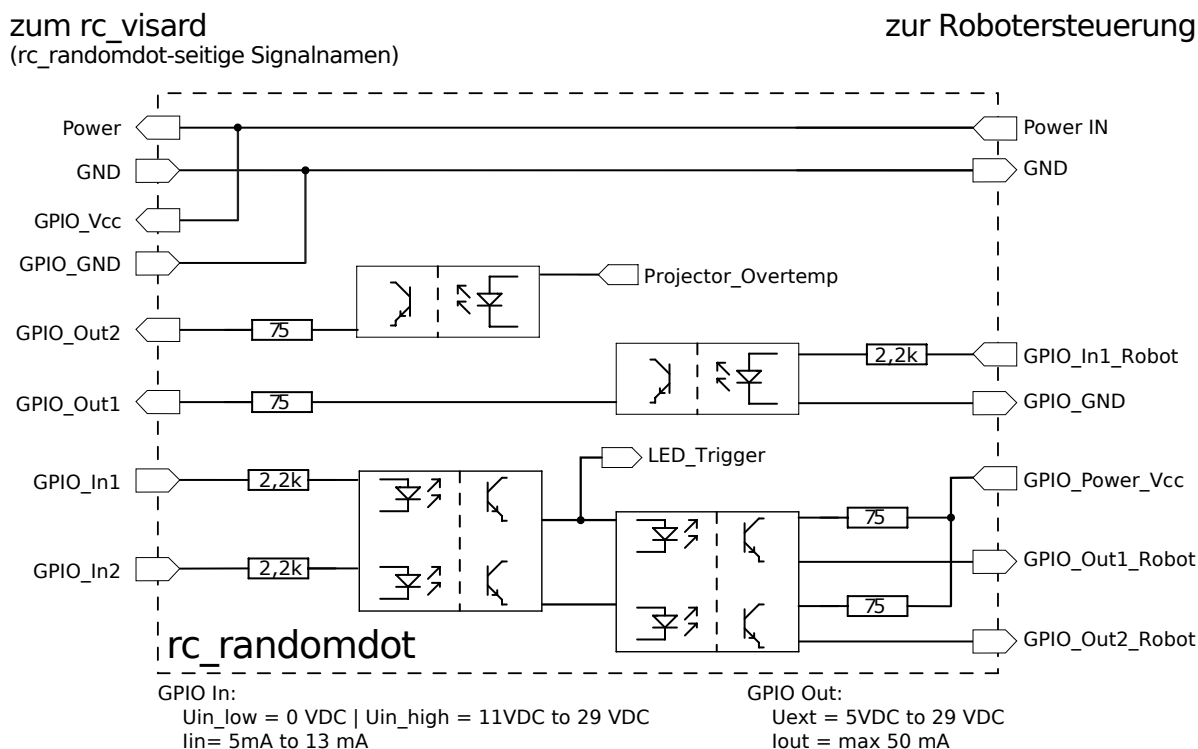 zum rc_visard
(rc_randomdot-seitige Signalnamen)
zur Robotersteuerung
Power
Power IN
GND
GND
GPIO_Vcc
GPIO_GND
Projector_Overtemp
GPIO_Out2
75
2,2k
GPIO_In1_Robot
GPIO_Out1
75
GPIO_GND
LED_Trigger
GPIO_In1
2,2k
GPIO_Power_Vcc
75
GPIO_Out1_Robot
GPIO_In2
2,2k
75
GPIO_Out2_Robot
rc_randomdot
GPIO In:
Uin_low = 0 VDC | Uin_high = 11VDC to 29 VDC
Iin= 5mA to 13 mA
GPIO Out:
Uext = 5VDC to 29 VDC
Iout = max 50 mA